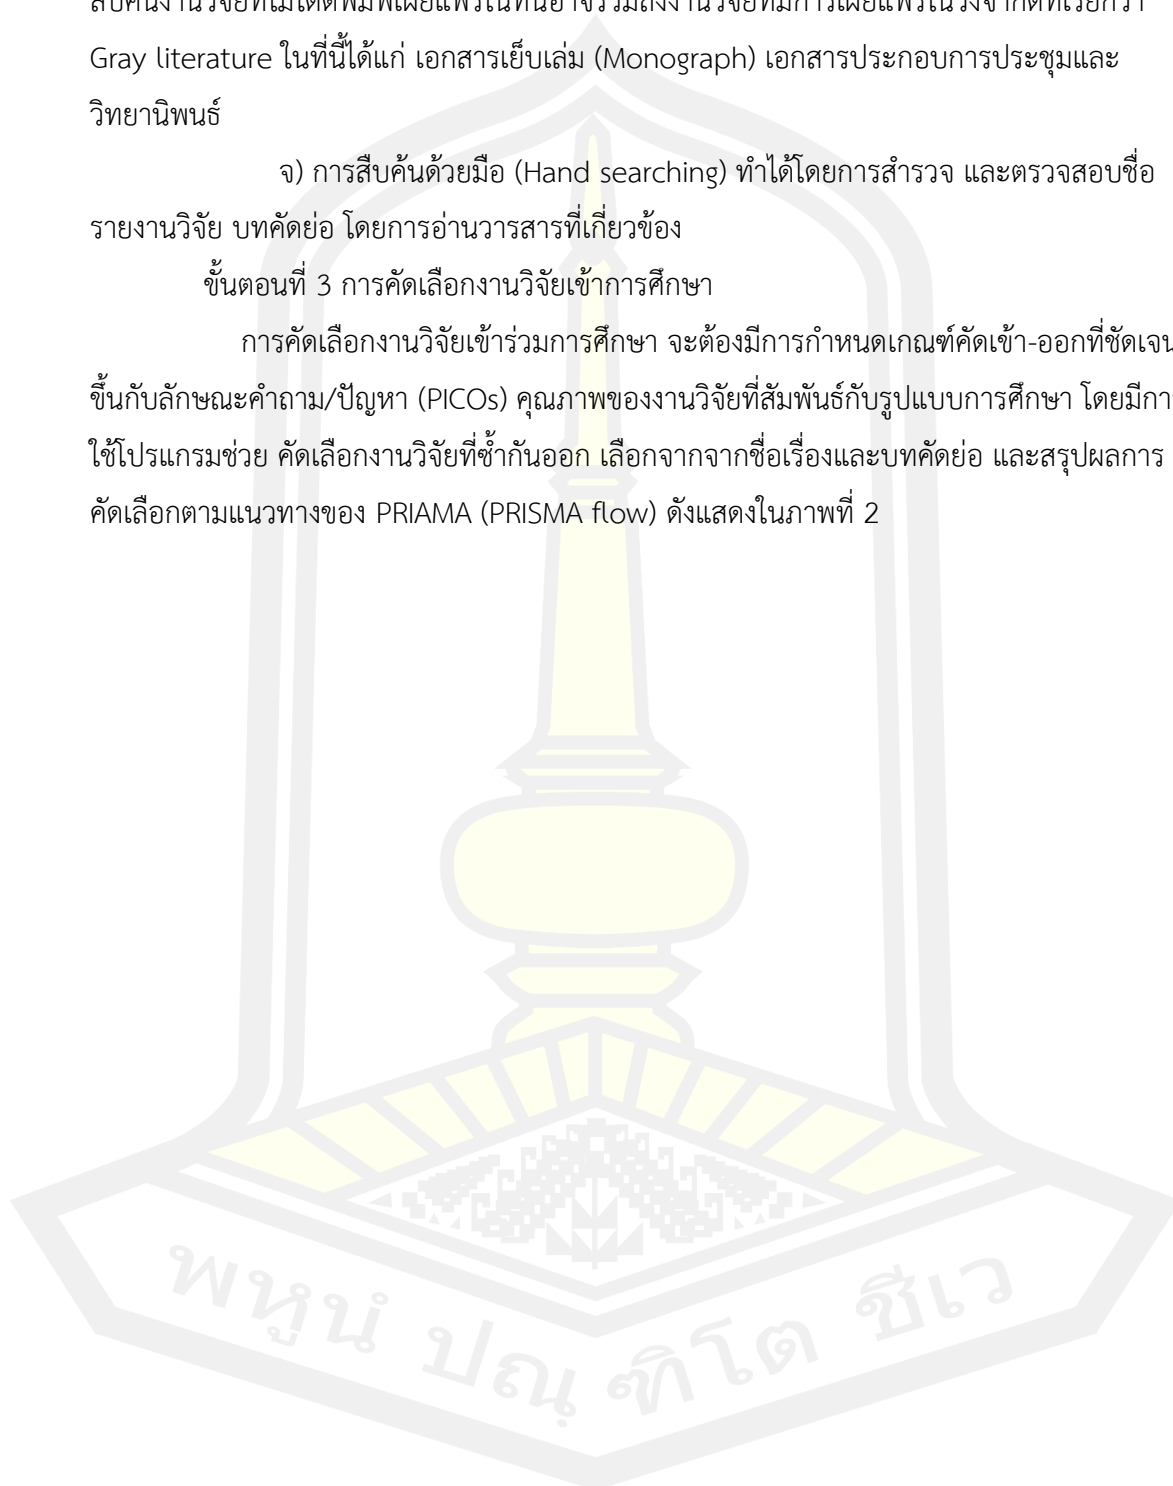 Gray literature ในที่นี้ได้แก่ เอกสารเย็บเล่ม (Monograph) เอกสารประกอบการประชุมและ
วิทยานิพนธ์
จ) การสืบค้นด้วยมือ (Hand searching) ทำได้โดยการสำรวจ และตรวจสอบชื่อ
รายงานวิจัย บทคัดย่อ โดยการอ่านวารสารที่เกี่ยวข้อง
ขั้นตอนที่ 3 การคัดเลือกงานวิจัยเข้าการศึกษา
การคัดเลือกงานวิจัยเข้าร่วมการศึกษา จะต้องมีการกำหนดเกณฑ์คัดเข้า-ออกที่ชัดเจน
ขึ้นกับลักษณะคำถาม/ปัญหา (PICOs) คุณภาพของงานวิจัยที่สัมพันธ์กับรูปแบบการศึกษา โดยมีกา
ใช้โปรแกรมช่วย คัดเลือกงานวิจัยที่ซ้ำกันออก เลือกจากจากชื่อเรื่องและบทคัดย่อ และสรุปผลการ
คัดเลือกตามแนวทางของ PRIAMA (PRISMA flow) ดังแสดงในภาพที่ 2
พหูนํ ปณฺฑิโต ชีเว